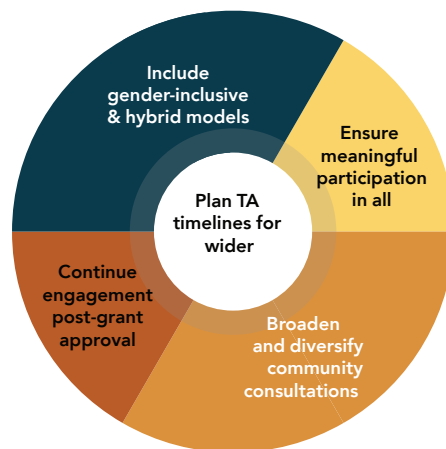 Include
gender-inclusive
& hybrid models
Ensure
meaningful
participation
in all
Plan TA
timelines for
wider
Continue
engagement
post-grant
approval
Broaden
and diversify
community
consultations